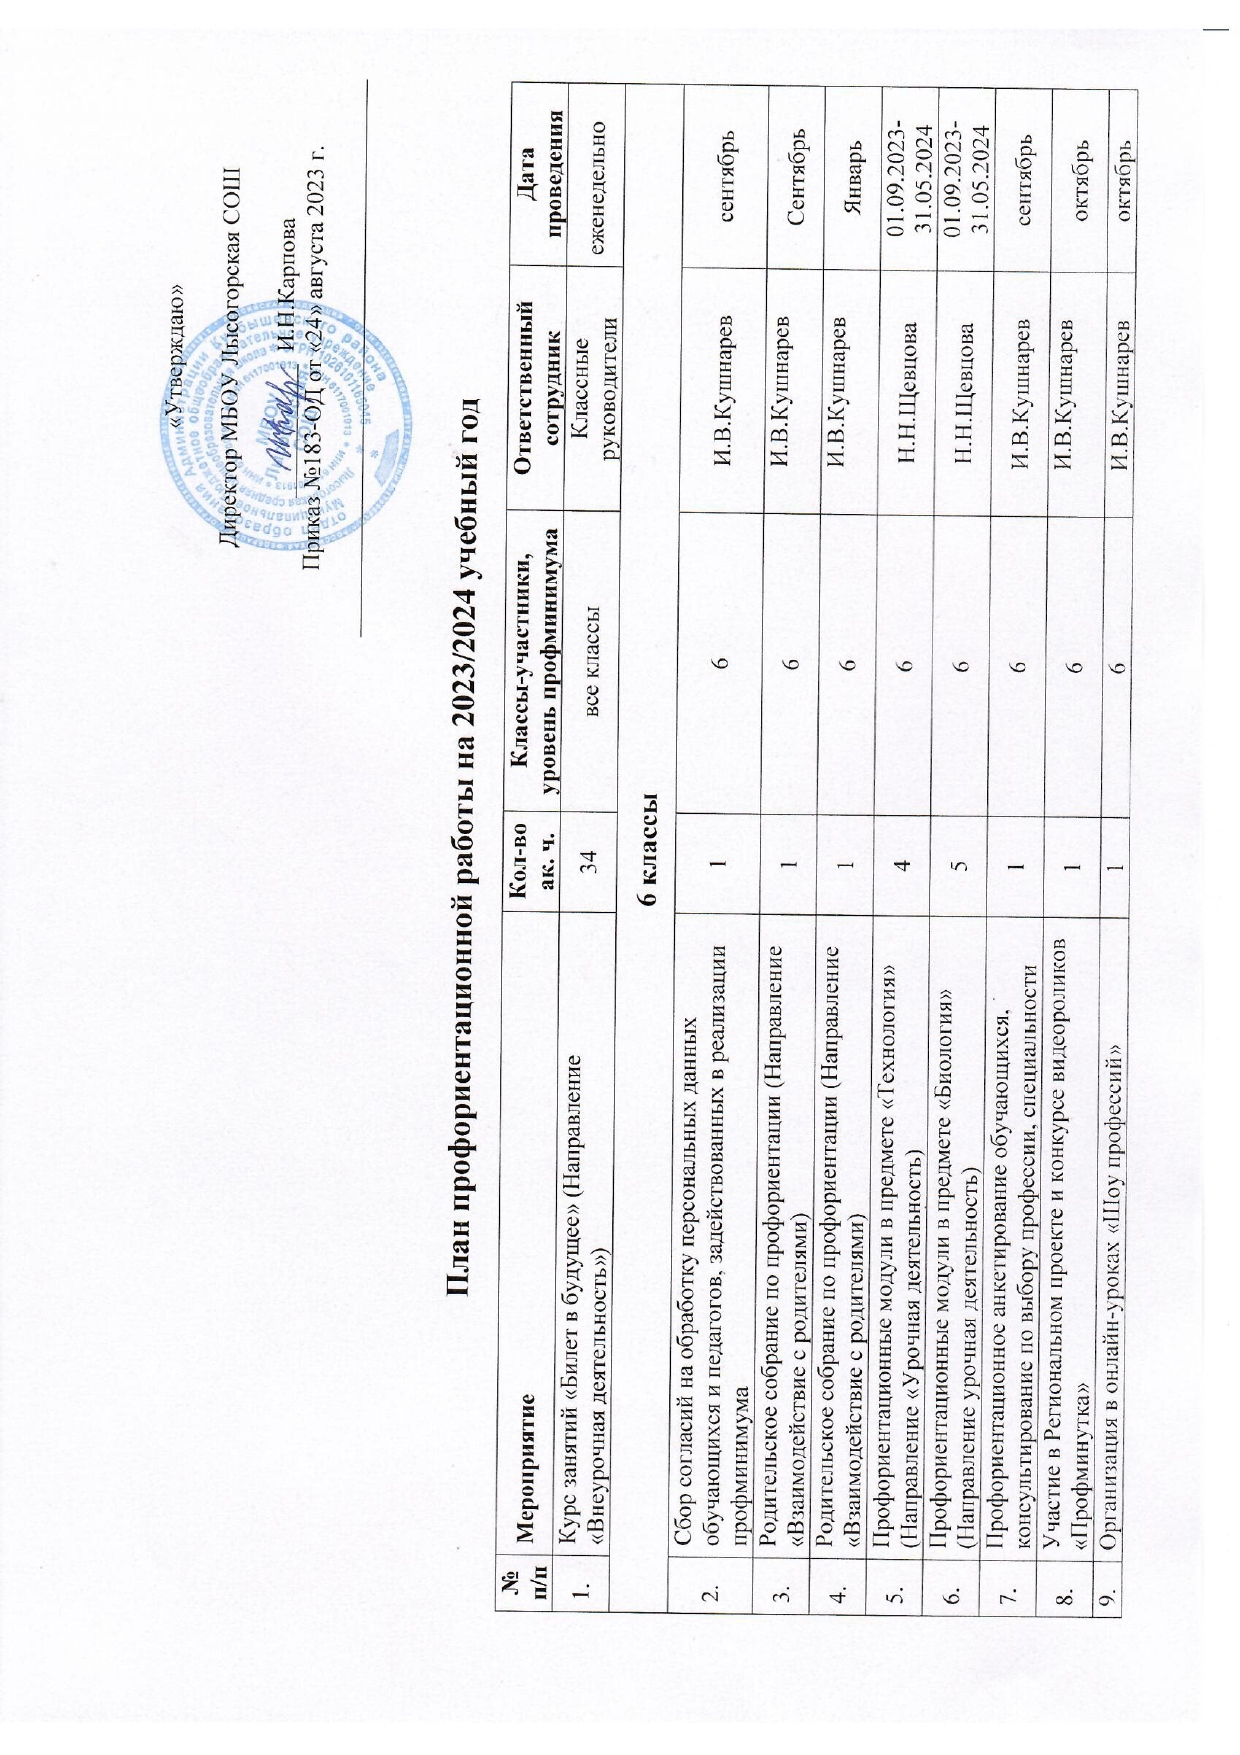 «Утверждаю»
Директор МБОУ Лысогорская СОШ
И.Н.Карпова
Приказ №183-ОД от «24» августа 2023 г.
План профориентационной работы на 2023/2024 учебный год
№ п/п
Мероприятие
Кол-во ак. ч.
Классы-участники, уровень профминимума
Ответственный сотрудник
Дата проведения
1.
Курс занятий «Билет в будущее» (Направление
«Внеурочная деятельность»)
34
все классы
Классные руководители
еженедельно
6 классы
2.
Сбор согласий на обработку персональных данных
обучающихся и педагогов, задействованных в реализации
профминимума
1
6
И.В.Кушнарев
сентябрь
3.
Родительское собрание по профориентации (Направление
«Взаимодействие с родителями)
1
6
И.В.Кушнарев
Сентябрь
4.
Родительское собрание по профориентации (Направление
«Взаимодействие с родителями)
1
6
И.В.Кушнарев
Январь
5.
Профориентационные модули в предмете «Технология»
(Направление «Урочная деятельность)
4
6
Н.Н.Щевцова
01.09.2023-
31.05.2024
6.
Профориентационные модули в предмете «Биология»
(Направление урочная деятельность)
5
6
Н.Н.Щевцова
01.09.2023-
31.05.2024
7.
Профориентационное анкетирование обучающихся,
консультирование по выбору профессии, специальности
1
6
И.В.Кушнарев
сентябрь
8.
Участие в Региональном проекте и конкурсе видеороликов
«Профминутка»
1
6
И.В.Кушнарев
октябрь
9.
Организация в онлайн-уроках «Шоу профессий»
1
6
И.В.Кушнарев
октябрь